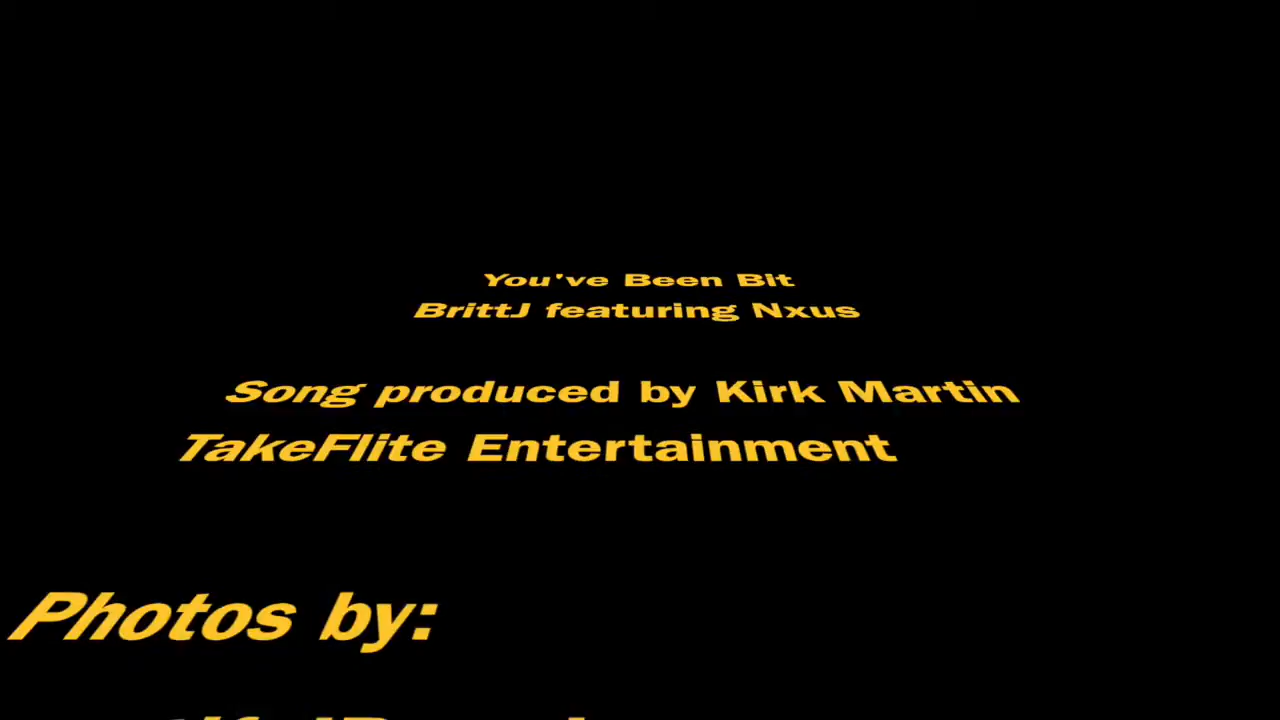 You've Been Bit
BrittJ featuring Nxus
Song produced by Kirk Martin
TakeFlite Entertainment
Photos by: